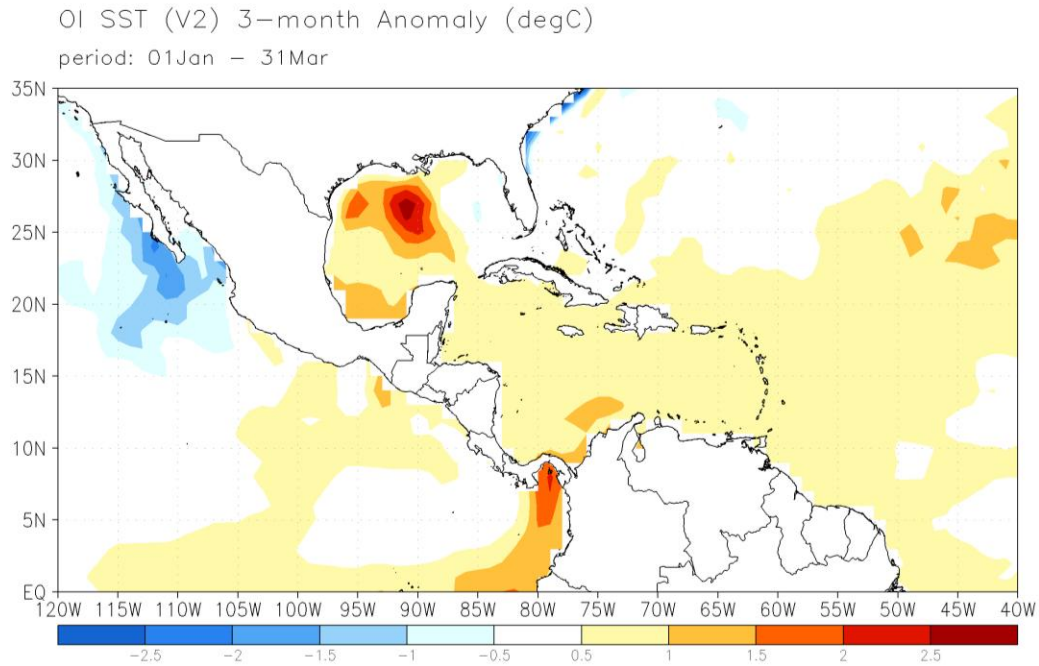 OI SST (V2) 3-month Anomaly (degC)
period: 01Jan - 31Mar
35N
30N
25N
20N
15N
10N
5N
EQ
120W 115W 110W 105W 100W 95W 90W 85W 80W 75W 70W 65W 60W 55W 50W 45W 40W
-2.5 -2 -1.5 -1 -0.5 0.5 1 1.5 2 2.5